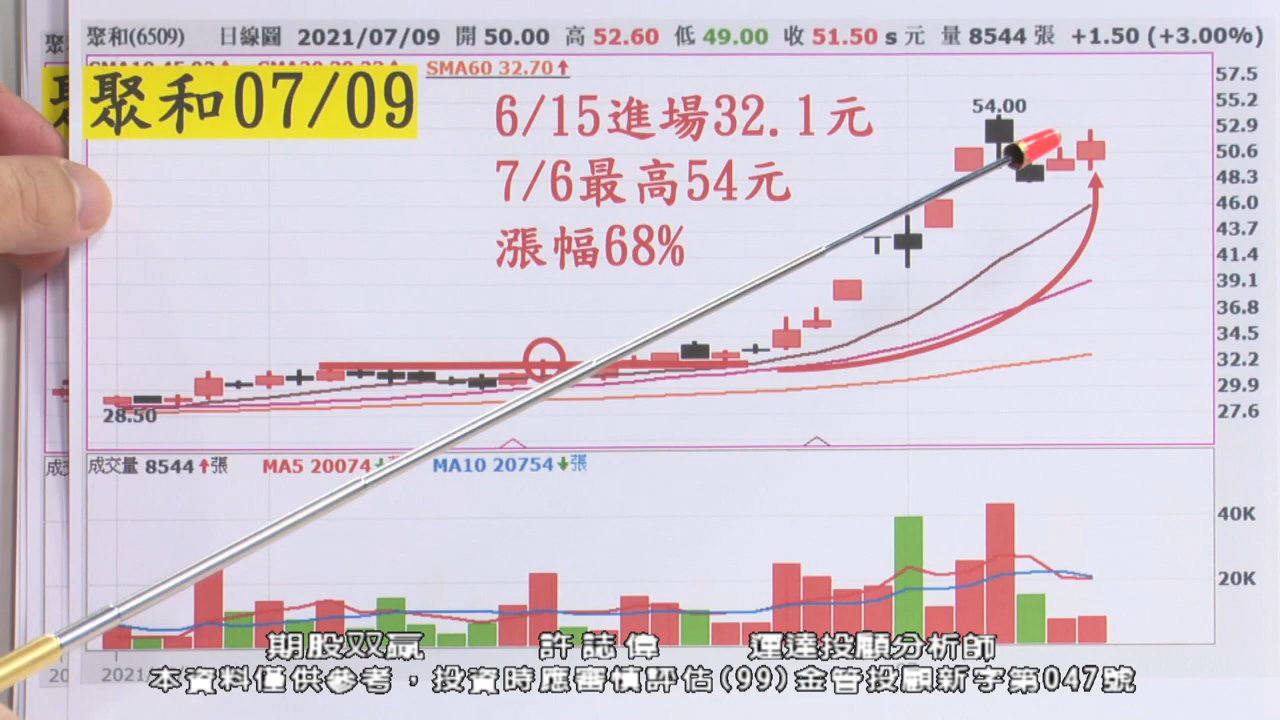 聚和(6509) 日線圖 2021/07/09 開 50.00 高 52.60 低 49.00 收 51.50 s 元 量 8544 張 +1.50 (+3.00%)
SMA60 32.70↑
聚和07/09
6/15進場32.1元
7/6最高54元
漲幅68%
54.00
28.50
57.5
55.2
52.9
50.6
48.3
46.0
43.7
41.4
39.1
36.8
34.5
32.2
29.9
27.6
成交量 8544↑張 MA5 20074↓ MA10 20754↓張
40K
20K
2021/
期股双贏 許誌偉 運達投顧分析師
本資料僅供參考，投資時應審慎評估(99)金管投顧新字第047號